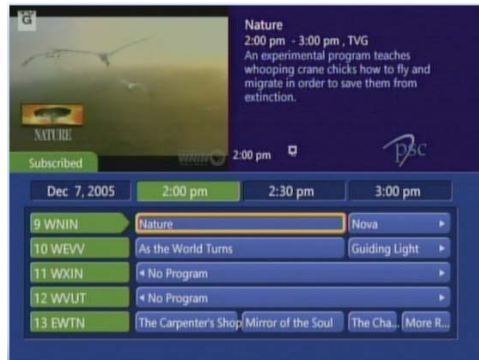 G
Nature
2:00 pm - 3:00 pm , TVG
An experimental program teaches
whooping crane chicks how to fly and
migrate in order to save them from
extinction.
NATURE
WNIN
2:00 pm
psc
Subscribed
Dec 7, 2005 2:00 pm 2:30 pm 3:00 pm
9 WNIN Nature Nova
10 WEVV As the World Turns Guiding Light
11 WXIN No Program
12 WVUT No Program
13 EWTN The Carpenter's Shop Mirror of the Soul The Cha... More R...